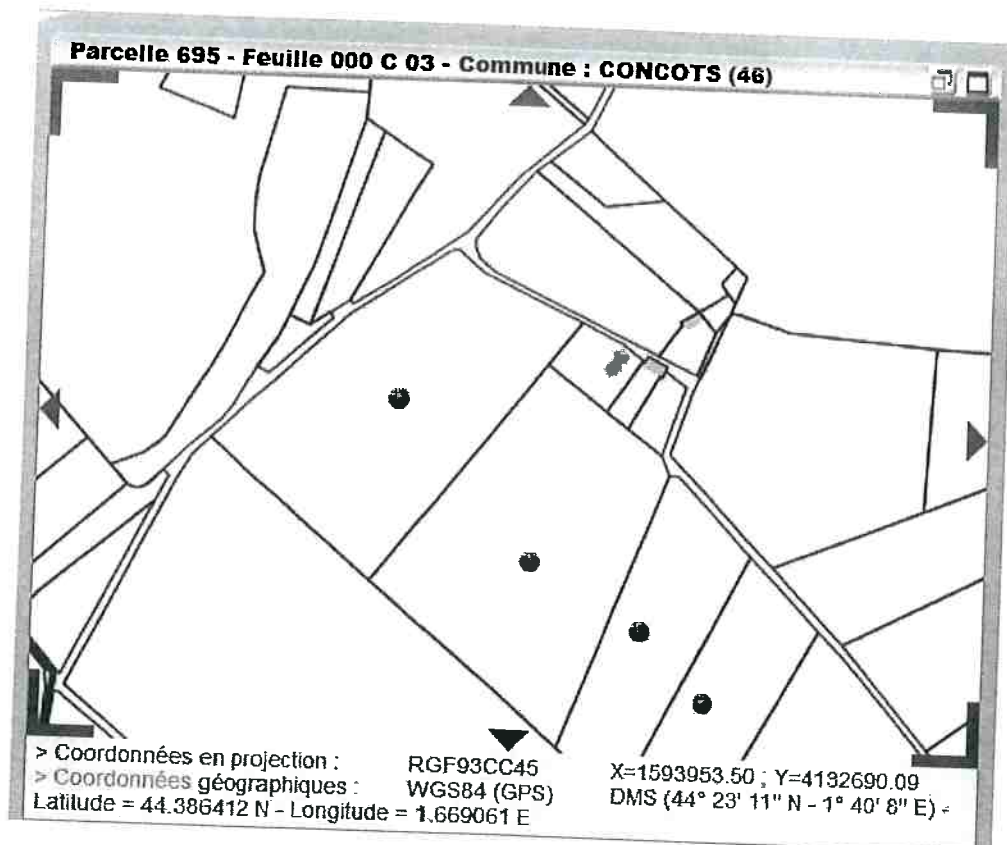 Parcelle 695 - Feuille 000 C 03 - Commune : CONCOTS (46)
> Coordonnées en projection : RGF93CC45 X=1593953.50 ; Y=4132690.09
> Coordonnées géographiques : WGS84 (GPS) DMS (44° 23' 11" N - 1° 40' 8" E) -
Latitude = 44.386412 N - Longitude = 1.669061 E